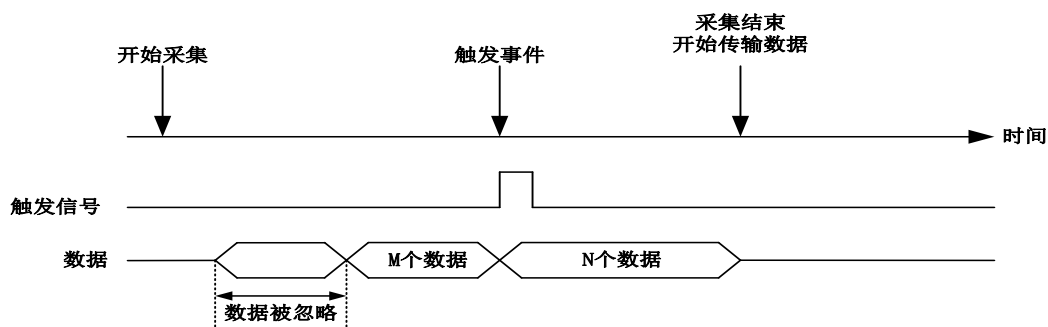 开始采集
触发事件
采集结束
开始传输数据
时间
触发信号
数据
M个数据
N个数据
数据被忽略